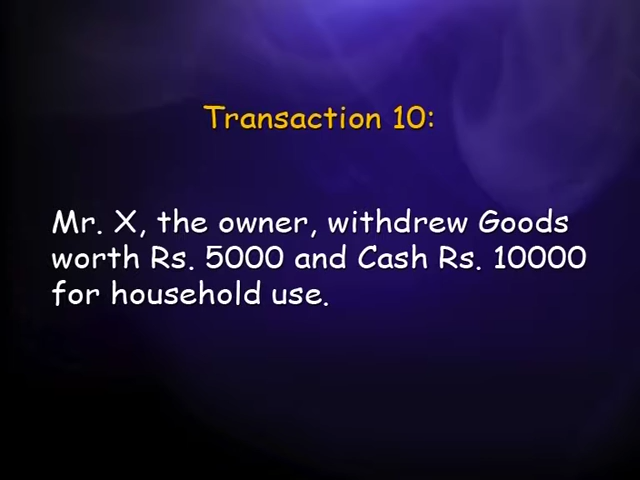 Transaction 10:
Mr. X, the owner, withdrew Goods
worth Rs. 5000 and Cash Rs. 10000
for household use.